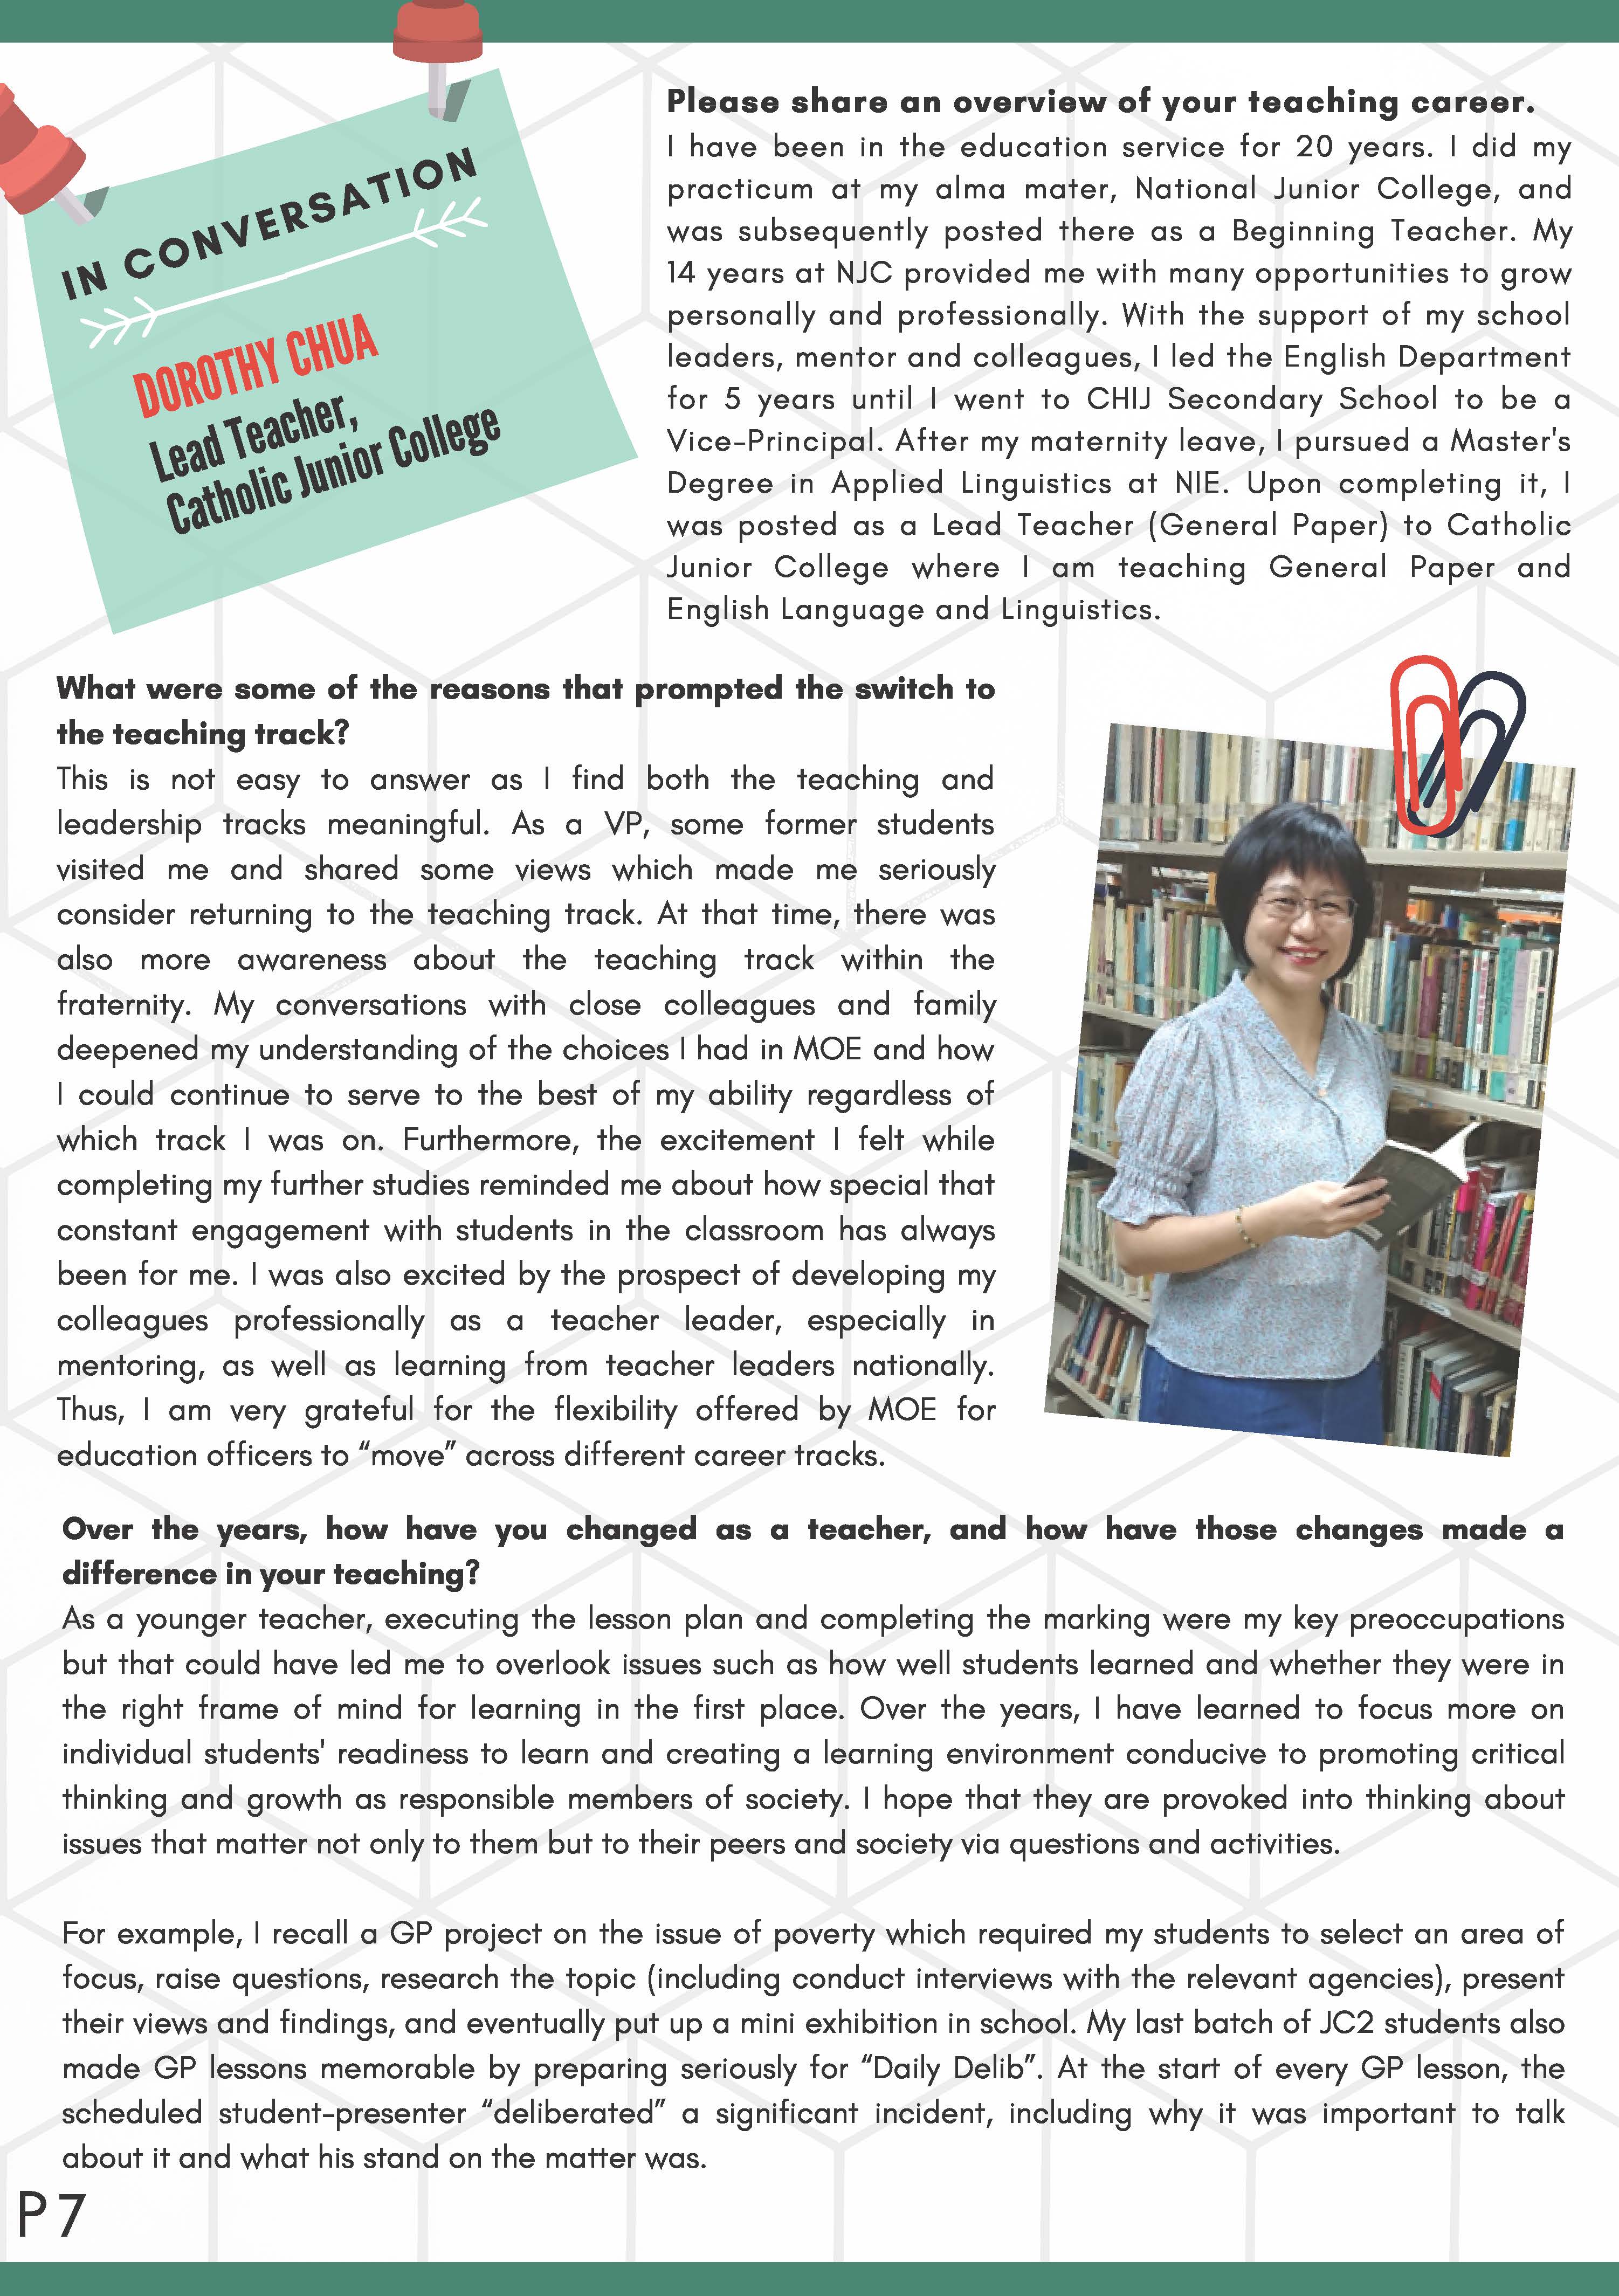 IN CONVERSATION
DOROTHY CHUA
Lead Teacher,
Catholic Junior College
Please share an overview of your teaching career.
I have been in the education service for 20 years. I did my
practicum at my alma mater, National Junior College, and
was subsequently posted there as a Beginning Teacher. My
14 years at NJC provided me with many opportunities to grow
personally and professionally. With the support of my school
leaders, mentor and colleagues, I led the English Department
for 5 years until I went to CHIJ Secondary School to be a
Vice-Principal. After my maternity leave, I pursued a Master's
Degree in Applied Linguistics at NIE. Upon completing it, I
was posted as a Lead Teacher (General Paper) to Catholic
Junior College where I am teaching General Paper and
English Language and Linguistics.
What were some of the reasons that prompted the switch to
the teaching track?
This is not easy to answer as I find both the teaching and
leadership tracks meaningful. As a VP, some former students
visited me and shared some views which made me seriously
consider returning to the teaching track. At that time, there was
also more awareness about the teaching track within the
fraternity. My conversations with close colleagues and family
deepened my understanding of the choices I had in MOE and how
I could continue to serve to the best of my ability regardless of
which track I was on. Furthermore, the excitement I felt while
completing my further studies reminded me about how special that
constant engagement with students in the classroom has always
been for me. I was also excited by the prospect of developing my
colleagues professionally as a teacher leader, especially in
mentoring, as well as learning from teacher leaders nationally.
Thus, I am very grateful for the flexibility offered by MOE for
education officers to “move” across different career tracks.
Over the years, how have you changed as a teacher, and how have those changes made a
difference in your teaching?
As a younger teacher, executing the lesson plan and completing the marking were my key preoccupations
but that could have led me to overlook issues such as how well students learned and whether they were in
the right frame of mind for learning in the first place. Over the years, I have learned to focus more on
individual students' readiness to learn and creating a learning environment conducive to promoting critical
thinking and growth as responsible members of society. I hope that they are provoked into thinking about
issues that matter not only to them but to their peers and society via questions and activities.
For example, I recall a GP project on the issue of poverty which required my students to select an area of
focus, raise questions, research the topic (including conduct interviews with the relevant agencies), present
their views and findings, and eventually put up a mini exhibition in school. My last batch of JC2 students also
made GP lessons memorable by preparing seriously for “Daily Delib”. At the start of every GP lesson, the
scheduled student-presenter “deliberated” a significant incident, including why it was important to talk
about it and what his stand on the matter was.
P 7